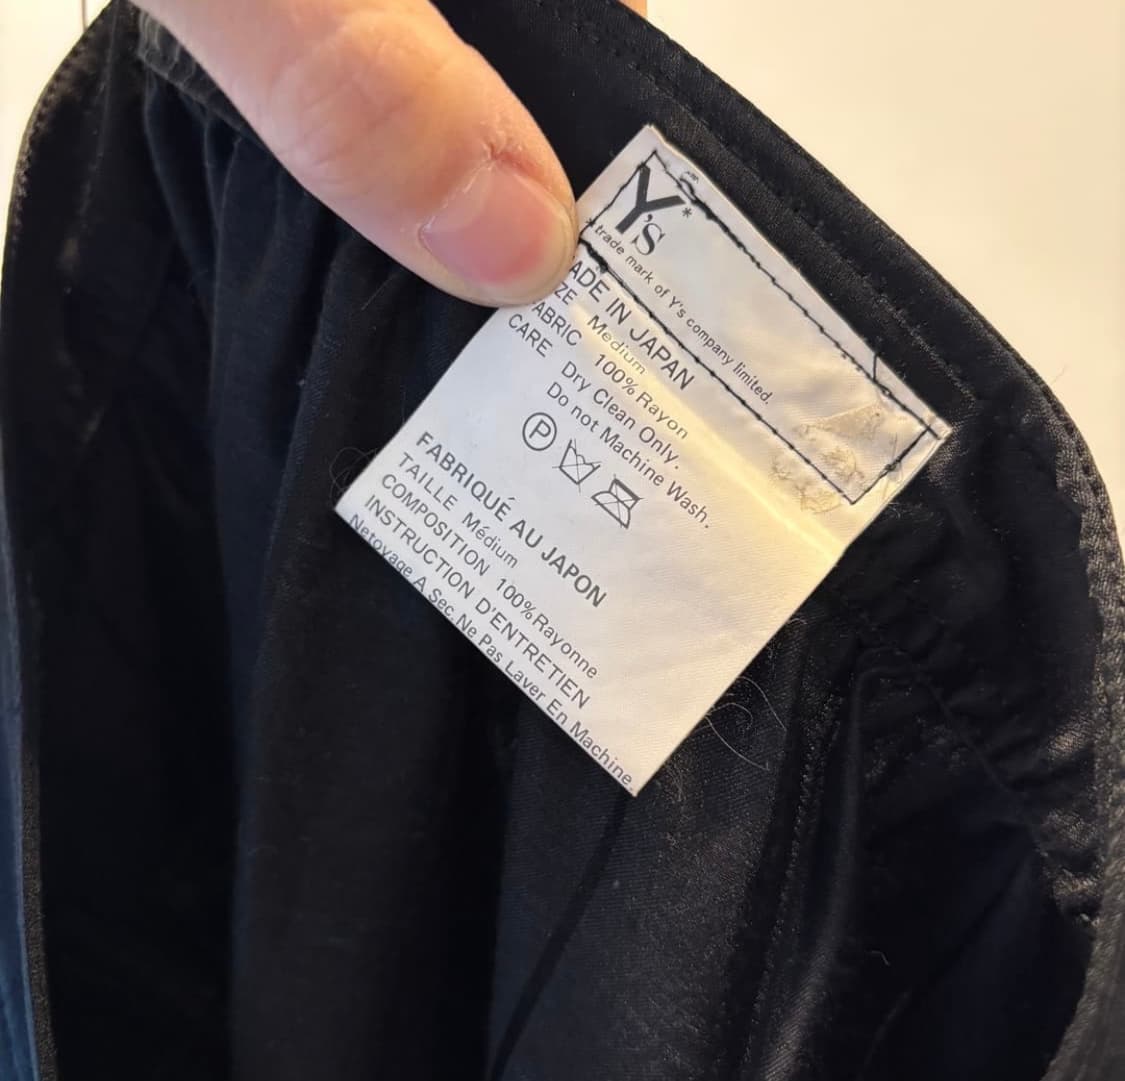 Y's*
*trade mark of Y's company limited.
ADE IN JAPAN
ZE Medium
ABRIC 100% Rayon
CARE Dry Clean Only.
Do not Machine Wash.
P
FABRIQUÉ AU JAPON
TAILLE Médium
COMPOSITION 100%Rayonne
INSTRUCTION D'ENTRETIEN
Netoyage A Sec. Ne Pas Laver En Machine.